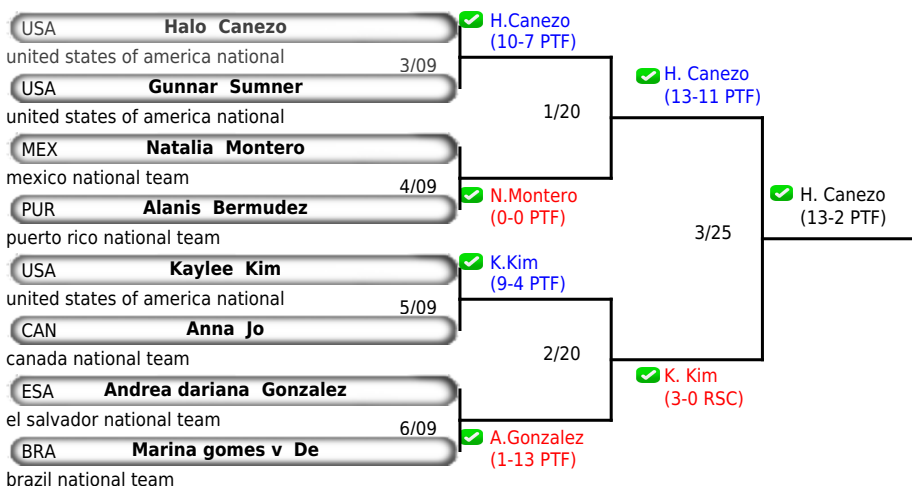 USA Halo Canezo
united states of america national
3/09
USA Gunnar Sumner
united states of america national
MEX Natalia Montero
mexico national team
4/09
PUR Alanis Bermudez
puerto rico national team
USA Kaylee Kim
united states of america national
5/09
CAN Anna Jo
canada national team
ESA Andrea dariana Gonzalez
el salvador national team
6/09
BRA Marina gomes v De
brazil national team
H.Canezo
(10-7 PTF)
1/20
N.Montero
(0-0 PTF)
K.Kim
(9-4 PTF)
2/20
A.Gonzalez
(1-13 PTF)
H. Canezo
(13-11 PTF)
3/25
K. Kim
(3-0 RSC)
H. Canezo
(13-2 PTF)